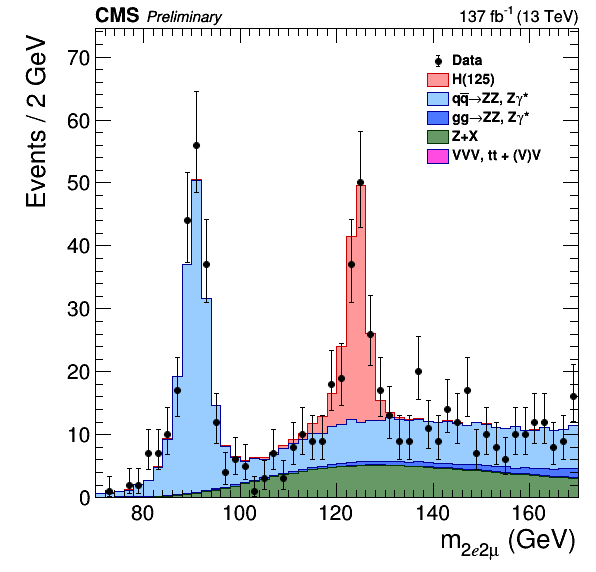 CMS Preliminary 137 fb⁻¹ (13 TeV)
Events / 2 GeV
70
60
50
40
30
20
10
0
Data
H(125)
qq̅→ZZ, Zγ*
gg→ZZ, Zγ*
Z+X
VVV, tt + (V)V
80 100 120 140 160
m2e2μ (GeV)